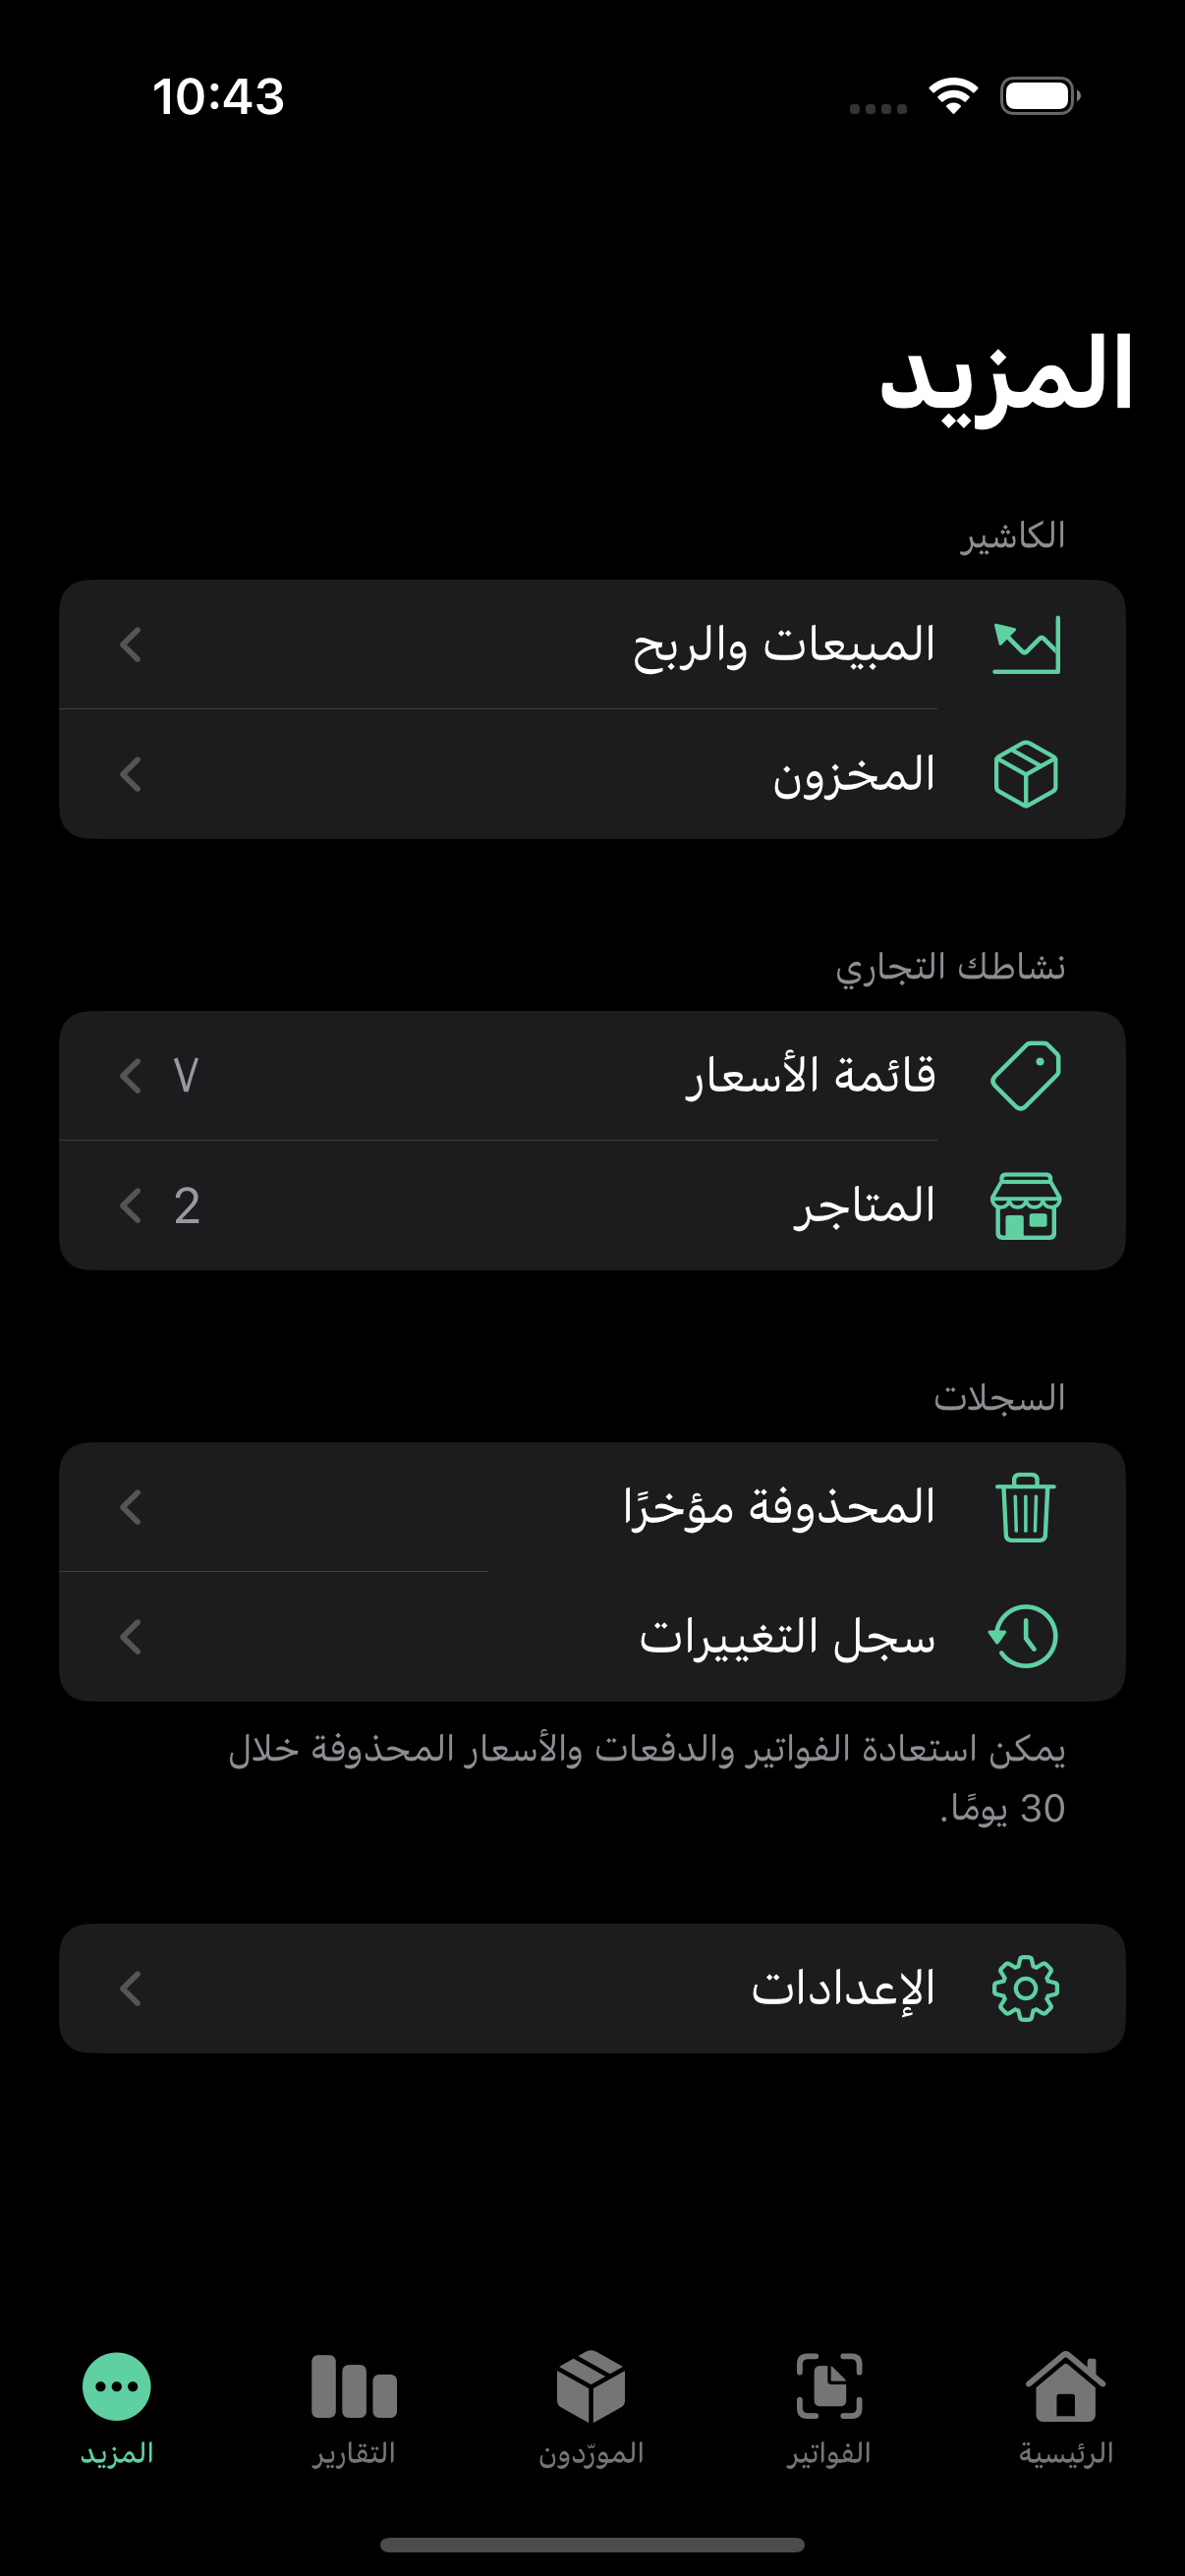 10:43
المزيد
الكاشير
المبيعات والربح
المخزون
نشاطك التجاري
قائمة الأسعار ٧
المتاجر 2
السجلات
المحذوفة مؤخرًا
سجل التغييرات
يمكن استعادة الفواتير والدفعات والأسعار المحذوفة خلال
30 يومًا.
الإعدادات
الرئيسية الفواتير المورّدون التقارير المزيد